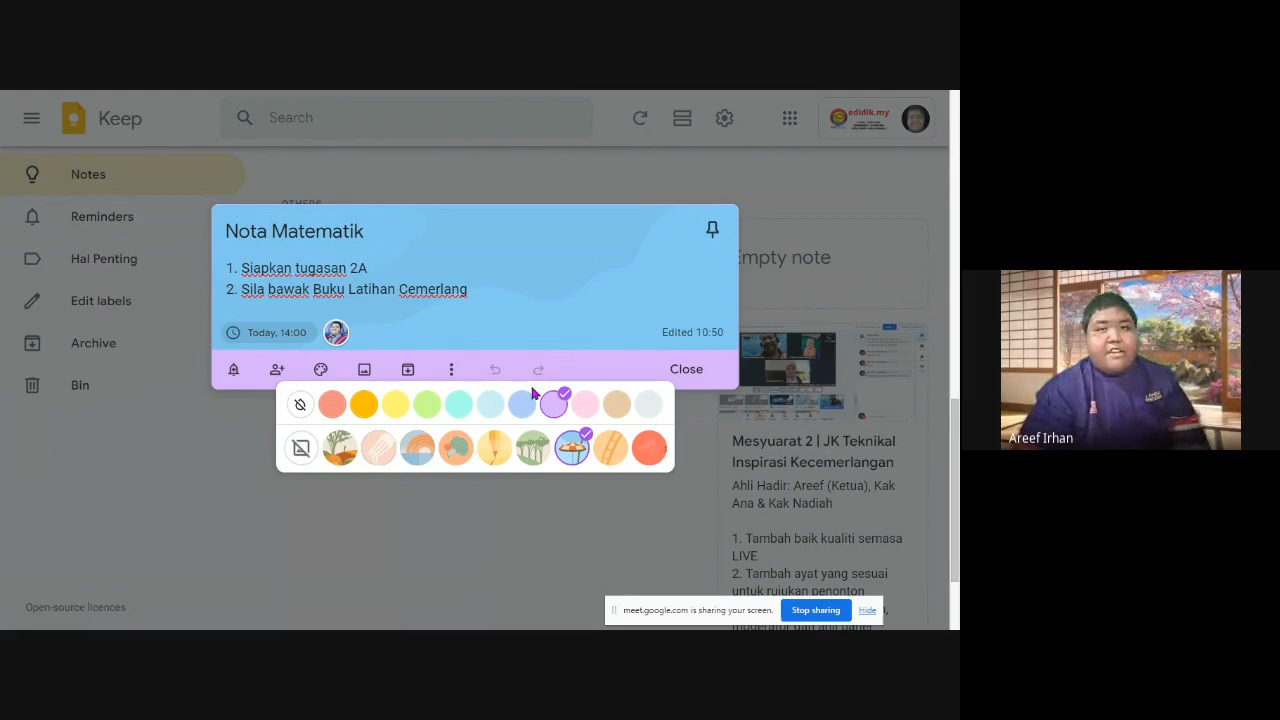 Keep
Search
edidik.my
Notes
Reminders
Hal Penting
Edit labels
Archive
Bin
Open-source licences
OTHERS
Nota Matematik
1. Siapkan tugasan 2A
2. Sila bawak Buku Latihan Cemerlang
Today, 14:00
Edited 10:50
Close
Empty note
Mesyuarat 2 | JK Teknikal
Inspirasi Kecemerlangan
Ahli Hadir: Areef (Ketua), Kak
Ana & Kak Nadiah
1. Tambah baik kualiti semasa
LIVE
2. Tambah ayat yang sesuai
untuk rujukan penonton
meet.google.com is sharing your screen.
Stop sharing
Hide
Areef Irhan